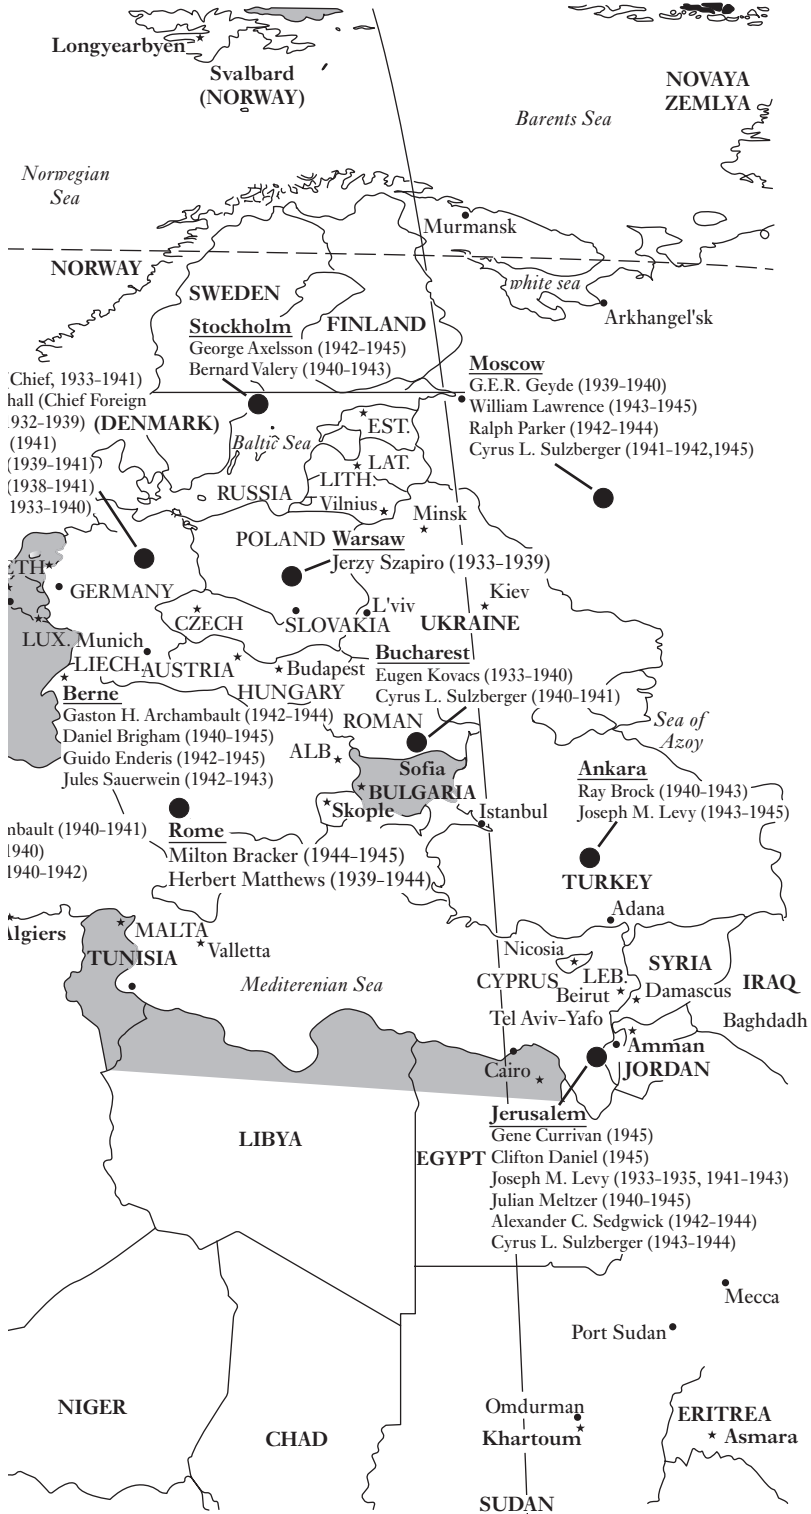 Longyearbyen
Svalbard
(NORWAY)
NOVAYA
ZEMLYA
Barents Sea
Norwegian
Sea
Murmansk
NORWAY
white sea
SWEDEN
Arkhangel'sk
Stockholm
FINLAND
George Axelsson (1942-1945)
Bernard Valery (1940-1943)
Moscow
G.E.R. Geyde (1939-1940)
William Lawrence (1943-1945)
Ralph Parker (1942-1944)
Cyrus L. Sulzberger (1941-1942,1945)
(Chief, 1933-1941)
hall (Chief Foreign
932-1939)
(1941)
(1939-1941)
(1938-1941)
1933-1940)
(DENMARK)
EST.
Baltic Sea
LAT.
LITH.
RUSSIA
Vilnius
Minsk
POLAND
Warsaw
Jerzy Szapiro (1933-1939)
ETH
GERMANY
Kiev
L'viv
CZECH
SLOVAKIA
UKRAINE
LUX.
Munich
LIECH.
AUSTRIA
Budapest
HUNGARY
Bucharest
Eugen Kovacs (1933-1940)
Cyrus L. Sulzberger (1940-1941)
Berne
Gaston H. Archambault (1942-1944)
Daniel Brigham (1940-1945)
Guido Enderis (1942-1945)
Jules Sauerwein (1942-1943)
ROMAN
Sea of
Azoy
ALB
Sofia
BULGARIA
Skople
Istanbul
Ankara
Ray Brock (1940-1943)
Joseph M. Levy (1943-1945)
mbault (1940-1941)
1940)
1940-1942)
Rome
Milton Bracker (1944-1945)
Herbert Matthews (1939-1944)
TURKEY
Adana
Algiers
MALTA
Valletta
TUNISIA
Mediterenian Sea
Nicosia
CYPRUS
LEB.
SYRIA
IRAQ
Beirut
Damascus
Tel Aviv-Yafo
Baghdadh
Amman
JORDAN
Cairo
Jerusalem
Gene Currivan (1945)
Clifton Daniel (1945)
Joseph M. Levy (1933-1935, 1941-1943)
Julian Meltzer (1940-1945)
Alexander C. Sedgwick (1942-1944)
Cyrus L. Sulzberger (1943-1944)
LIBYA
EGYPT
Mecca
Port Sudan
NIGER
CHAD
Omdurman
Khartoum
ERITREA
Asmara
SUDAN